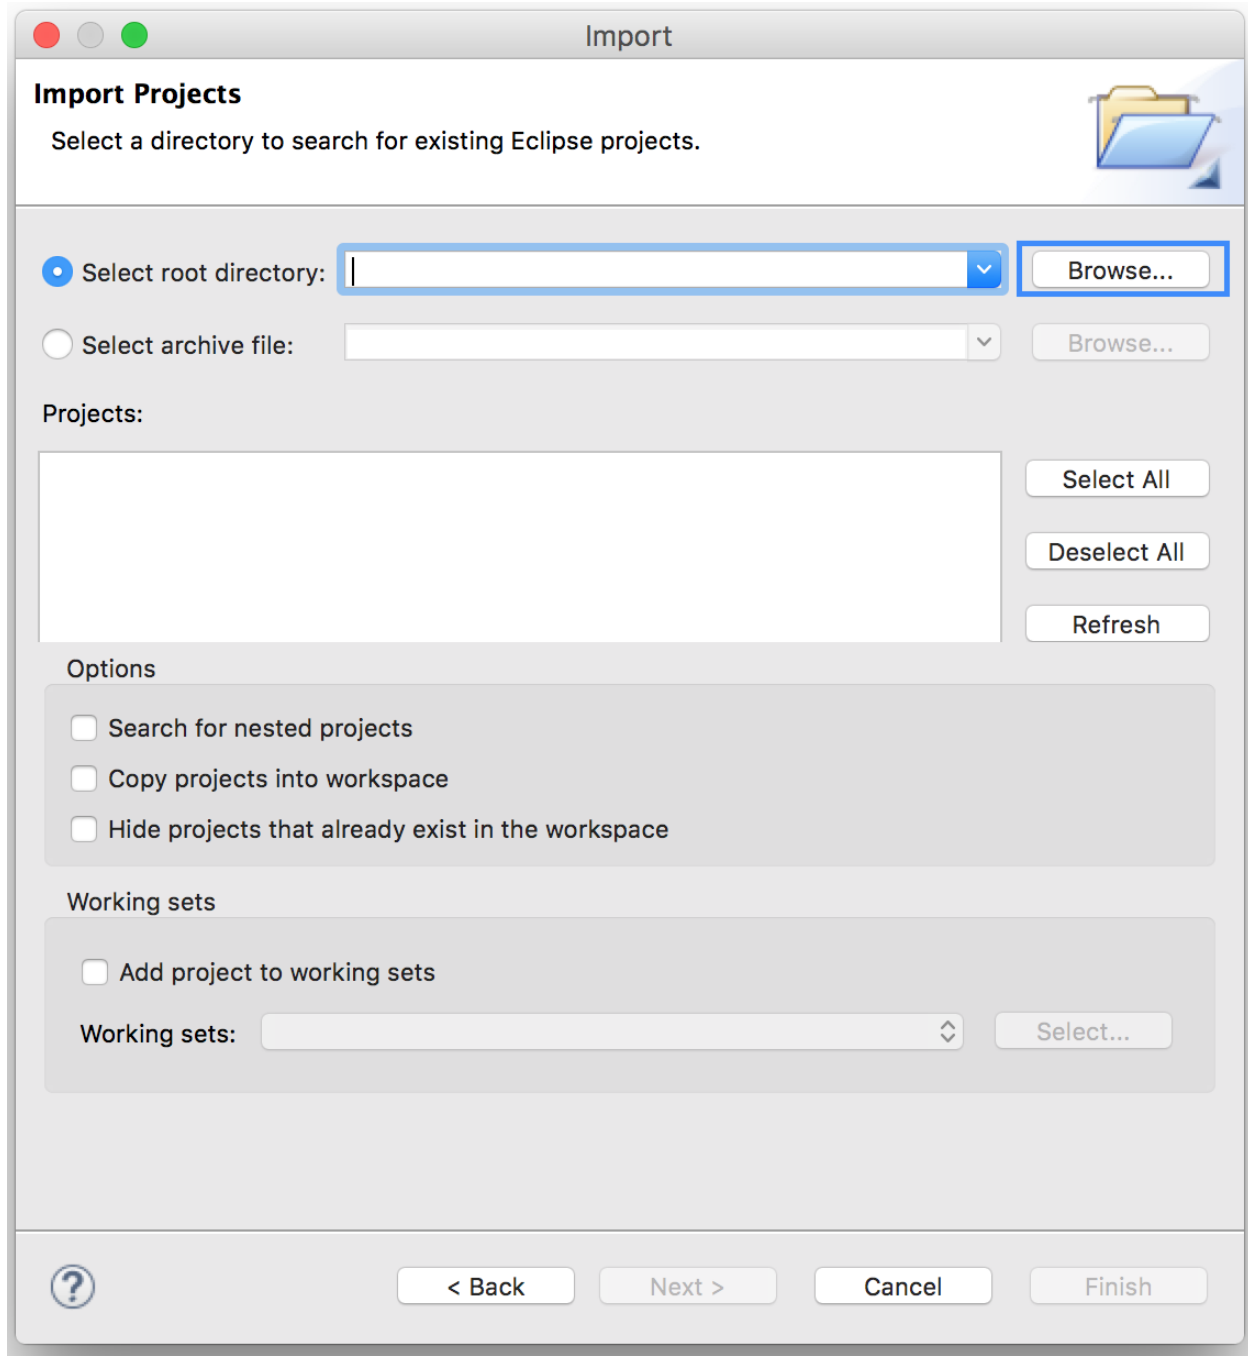 Import
Import Projects
Select a directory to search for existing Eclipse projects.
Select root directory:
Browse...
Select archive file:
Browse...
Projects:
Select All
Deselect All
Refresh
Options
Search for nested projects
Copy projects into workspace
Hide projects that already exist in the workspace
Working sets
Add project to working sets
Working sets:
Select...
?
< Back
Next >
Cancel
Finish